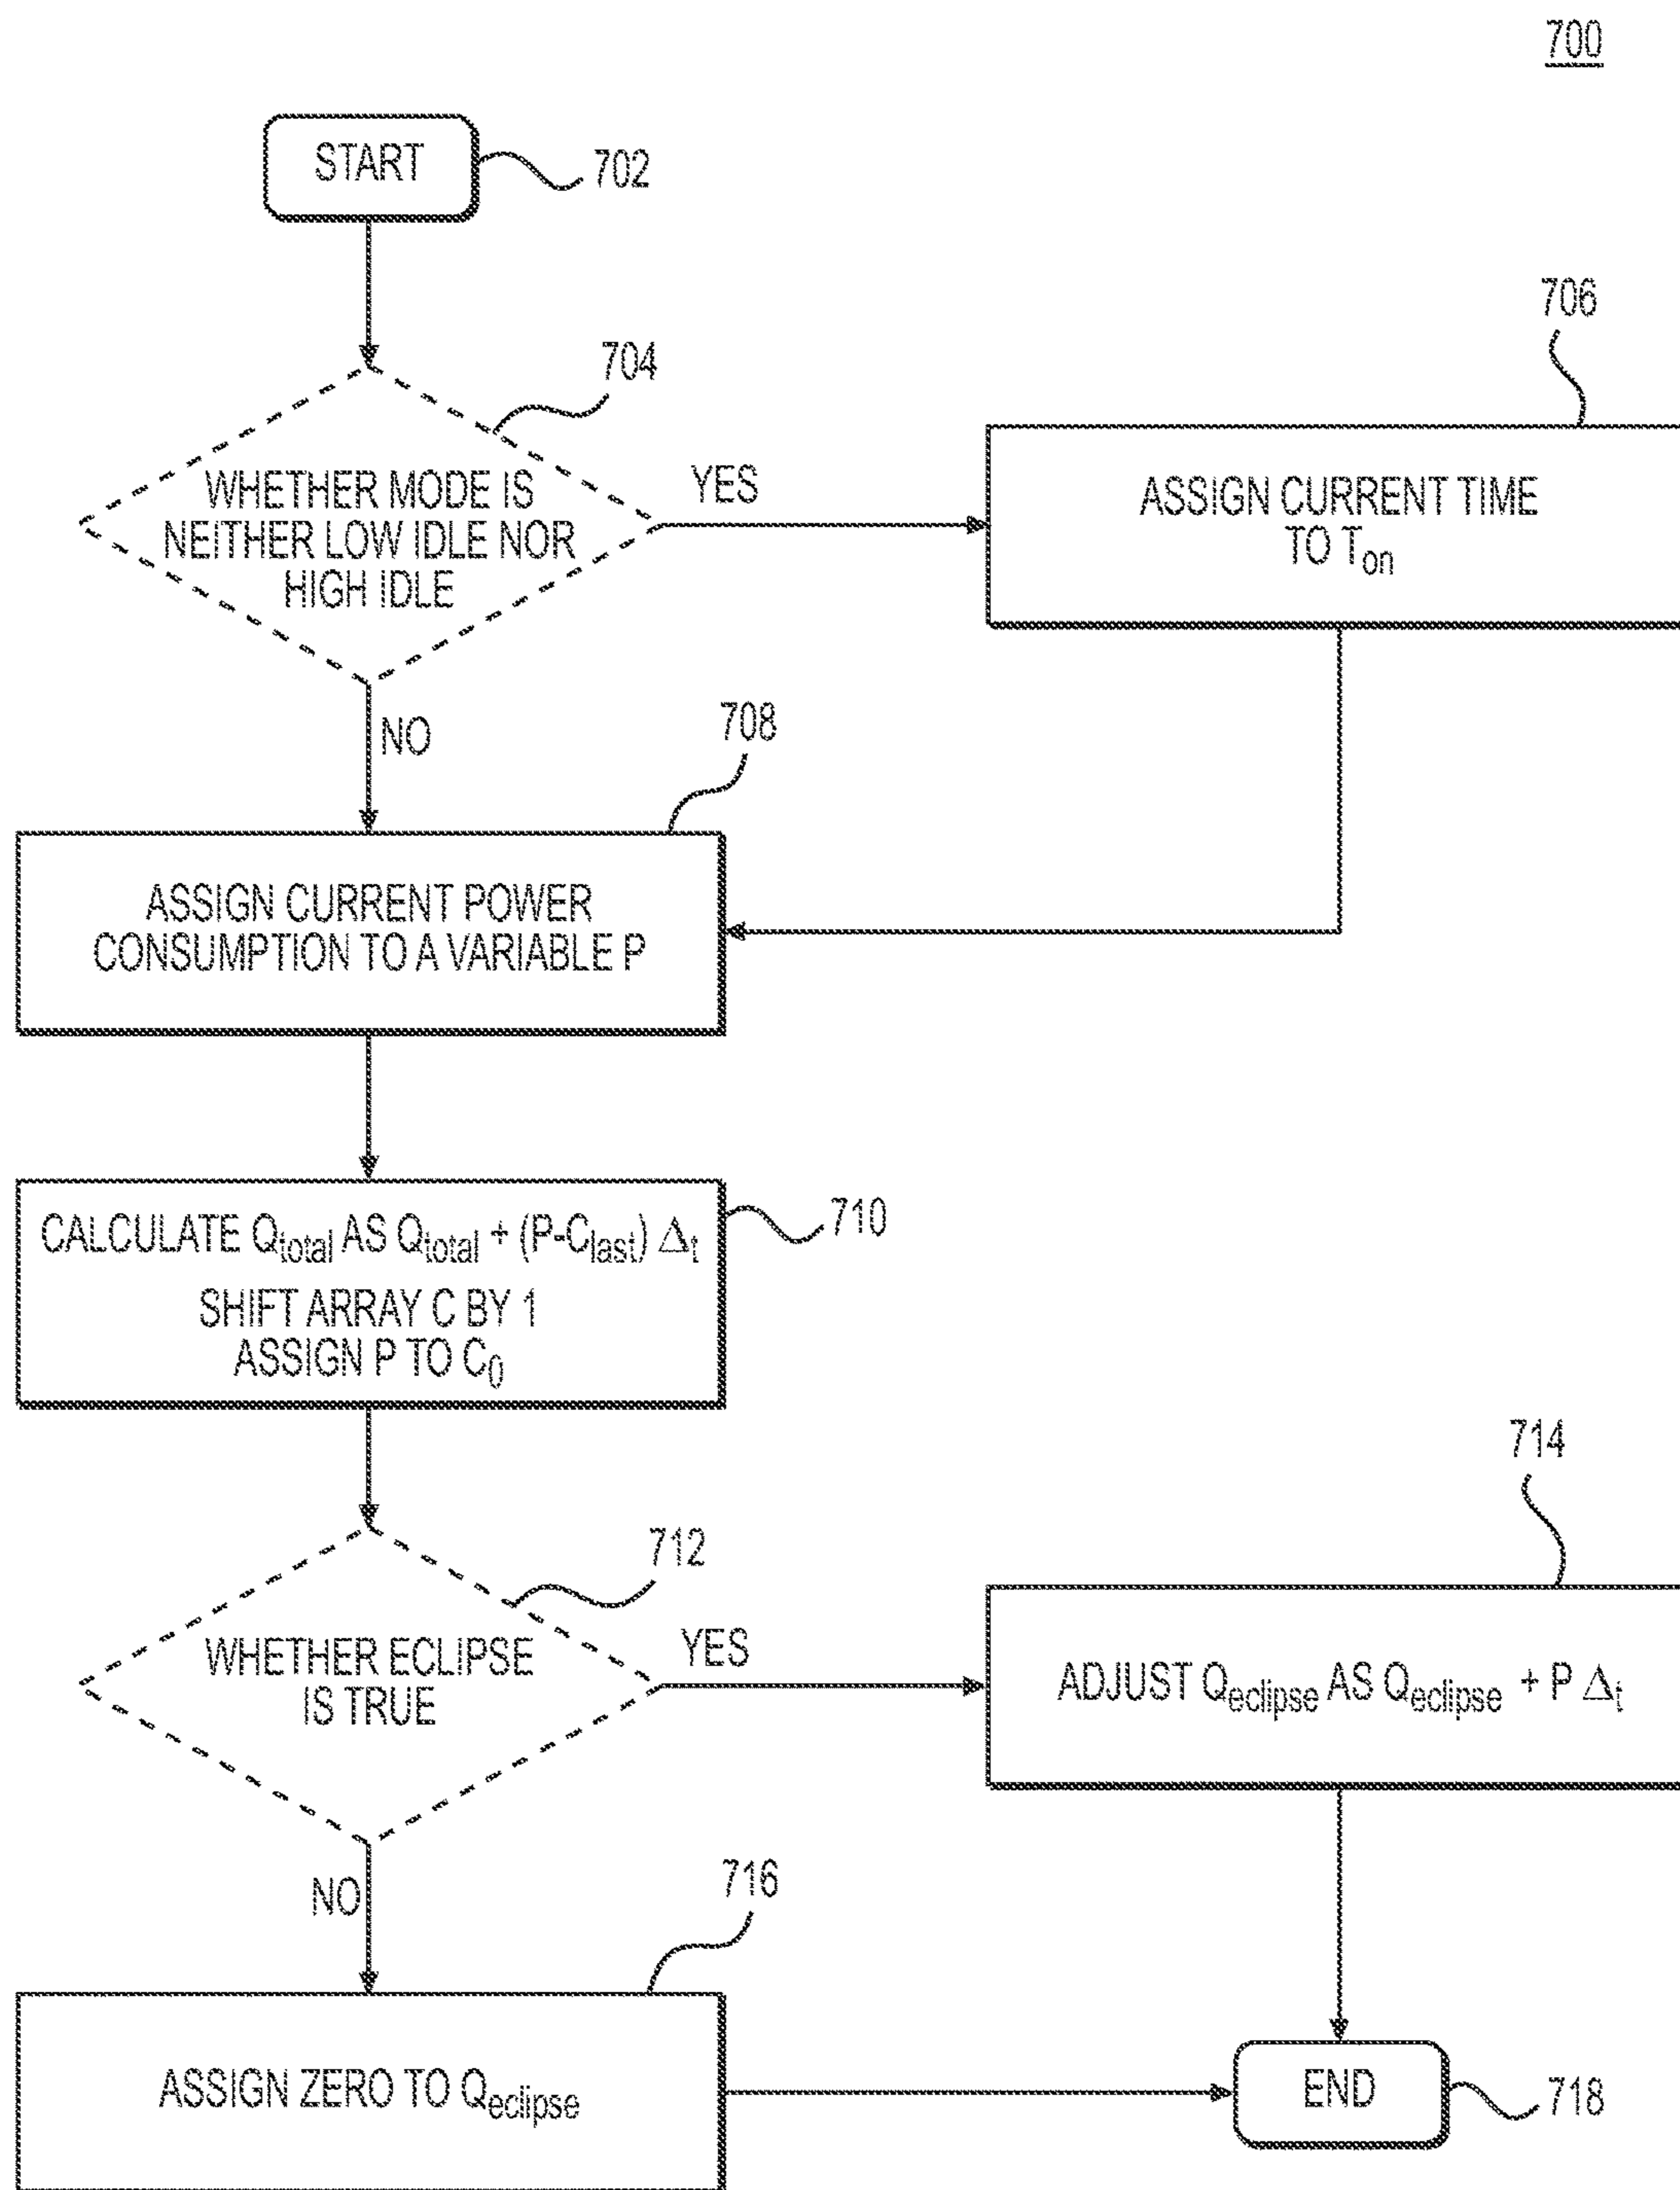 700
START
702
704
706
WHETHER MODE IS
NEITHER LOW IDLE NOR
HIGH IDLE
YES
ASSIGN CURRENT TIME
TO Ton
NO
708
ASSIGN CURRENT POWER
CONSUMPTION TO A VARIABLE P
CALCULATE Qtotal AS Qtotal + (P-Clast) Δt
SHIFT ARRAY C BY 1
ASSIGN P TO C0
710
712
714
WHETHER ECLIPSE
IS TRUE
YES
ADJUST Qeclipse AS Qeclipse + P Δt
NO
716
ASSIGN ZERO TO Qeclipse
END
718